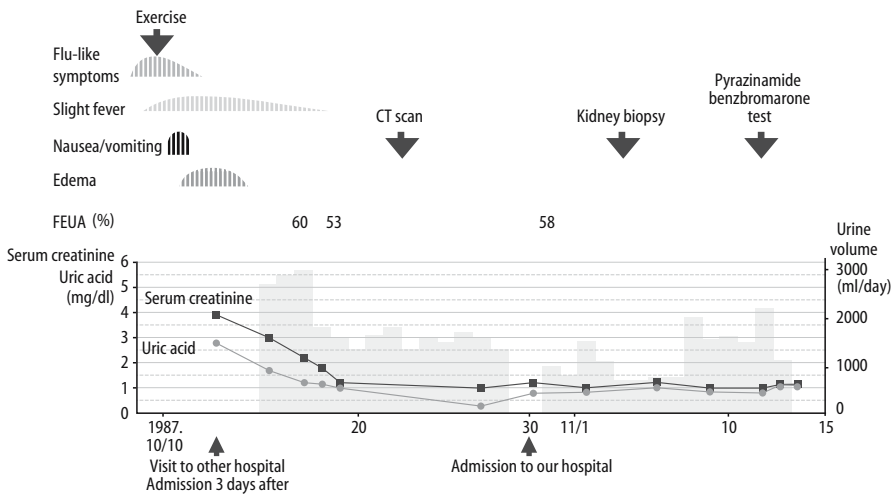 Exercise
Flu-like
symptoms
Slight fever
Nausea/vomiting
Edema
CT scan
Kidney biopsy
Pyrazinamide
benzbromarone
test
FEUA (%)
60 53 58
Serum creatinine
Uric acid
(mg/dl)
Urine
volume
(ml/day)
6
5
4
3
2
1
0
3000
2000
1000
0
Serum creatinine
Uric acid
1987.
10/10
20
30
11/1
10
15
Visit to other hospital
Admission 3 days after
Admission to our hospital